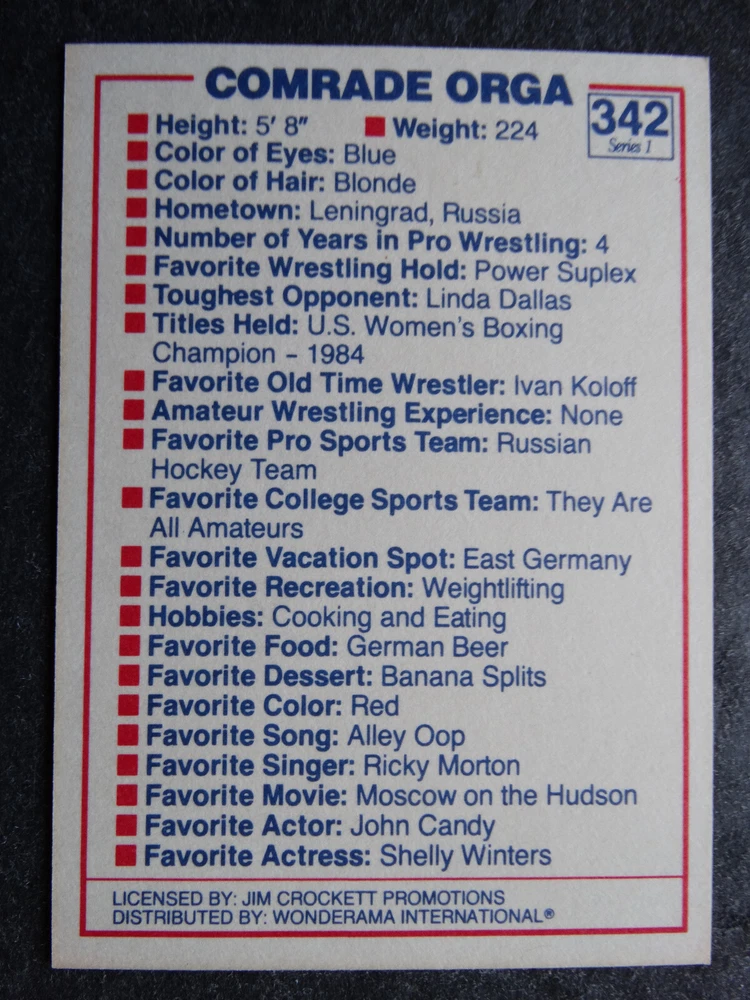 COMRADE ORGA
342
Series 1
Height: 5' 8" Weight: 224
Color of Eyes: Blue
Color of Hair: Blonde
Hometown: Leningrad, Russia
Number of Years in Pro Wrestling: 4
Favorite Wrestling Hold: Power Suplex
Toughest Opponent: Linda Dallas
Titles Held: U.S. Women's Boxing
Champion – 1984
Favorite Old Time Wrestler: Ivan Koloff
Amateur Wrestling Experience: None
Favorite Pro Sports Team: Russian
Hockey Team
Favorite College Sports Team: They Are
All Amateurs
Favorite Vacation Spot: East Germany
Favorite Recreation: Weightlifting
Hobbies: Cooking and Eating
Favorite Food: German Beer
Favorite Dessert: Banana Splits
Favorite Color: Red
Favorite Song: Alley Oop
Favorite Singer: Ricky Morton
Favorite Movie: Moscow on the Hudson
Favorite Actor: John Candy
Favorite Actress: Shelly Winters
LICENSED BY: JIM CROCKETT PROMOTIONS
DISTRIBUTED BY: WONDERAMA INTERNATIONAL®